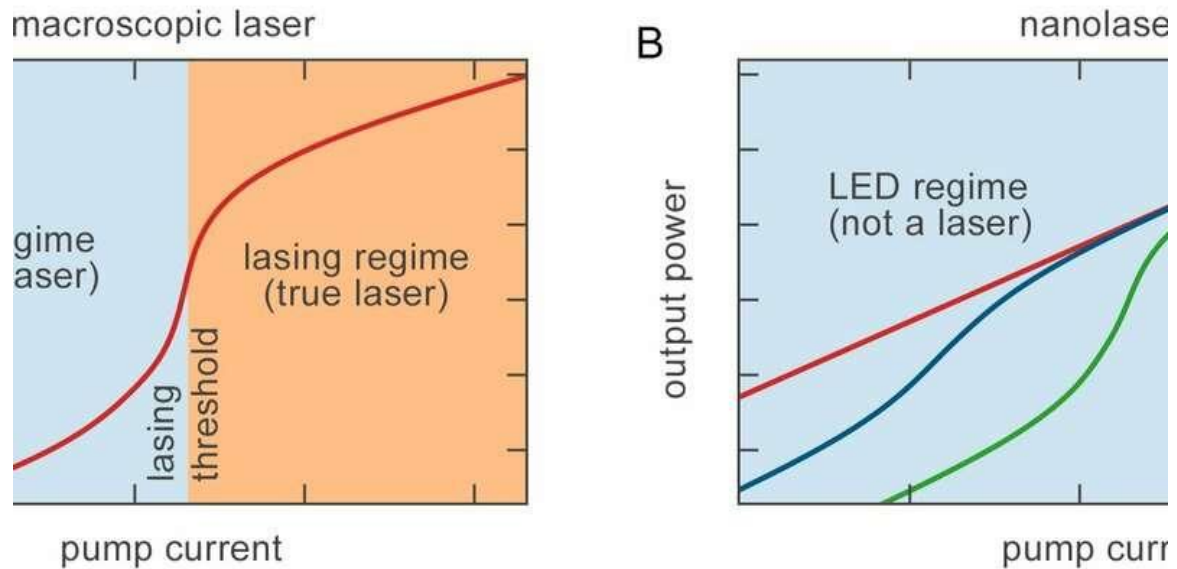 macroscopic laser
gime
aser)
lasing regime
(true laser)
lasing
threshold
pump current
B
nanolase
LED regime
(not a laser)
output power
pump curr